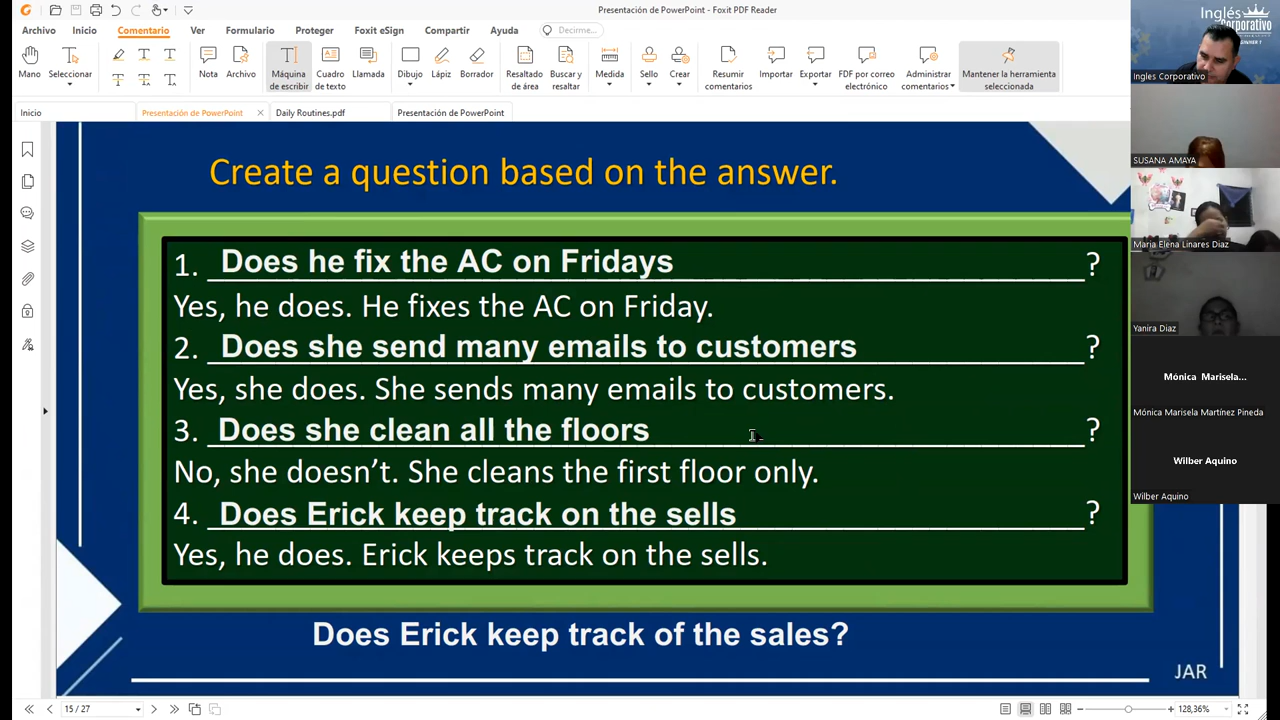 Presentación de PowerPoint - Foxit PDF Reader
Archivo Inicio Comentario Ver Formulario Proteger Foxit eSign Compartir Ayuda Decirme...
Mano Seleccionar Nota Archivo Máquina de escribir Cuadro de texto Llamada Dibujo Lápiz Borrador Resaltado de área Buscar y resaltar Medida Sello Crear Resumir comentarios Importar Exportar PDF por correo electrónico Administrar comentarios Mantener la herramienta seleccionada
Inicio Presentación de PowerPoint Daily Routines.pdf Presentación de PowerPoint
Create a question based on the answer.
1. Does he fix the AC on Fridays ?
Yes, he does. He fixes the AC on Friday.
2. Does she send many emails to customers ?
Yes, she does. She sends many emails to customers.
3. Does she clean all the floors ?
No, she doesn't. She cleans the first floor only.
4. Does Erick keep track on the sells ?
Yes, he does. Erick keeps track on the sells.
Does Erick keep track of the sales?
JAR
15 / 27
128,36%
Inglés
Corporativo
Ingles Corporativo
SUSANA AMAYA
Maria Elena Linares Diaz
Yanira Diaz
Mónica Marisela...
Mónica Marisela Martínez Pineda
Wilber Aquino
Wilber Aquino